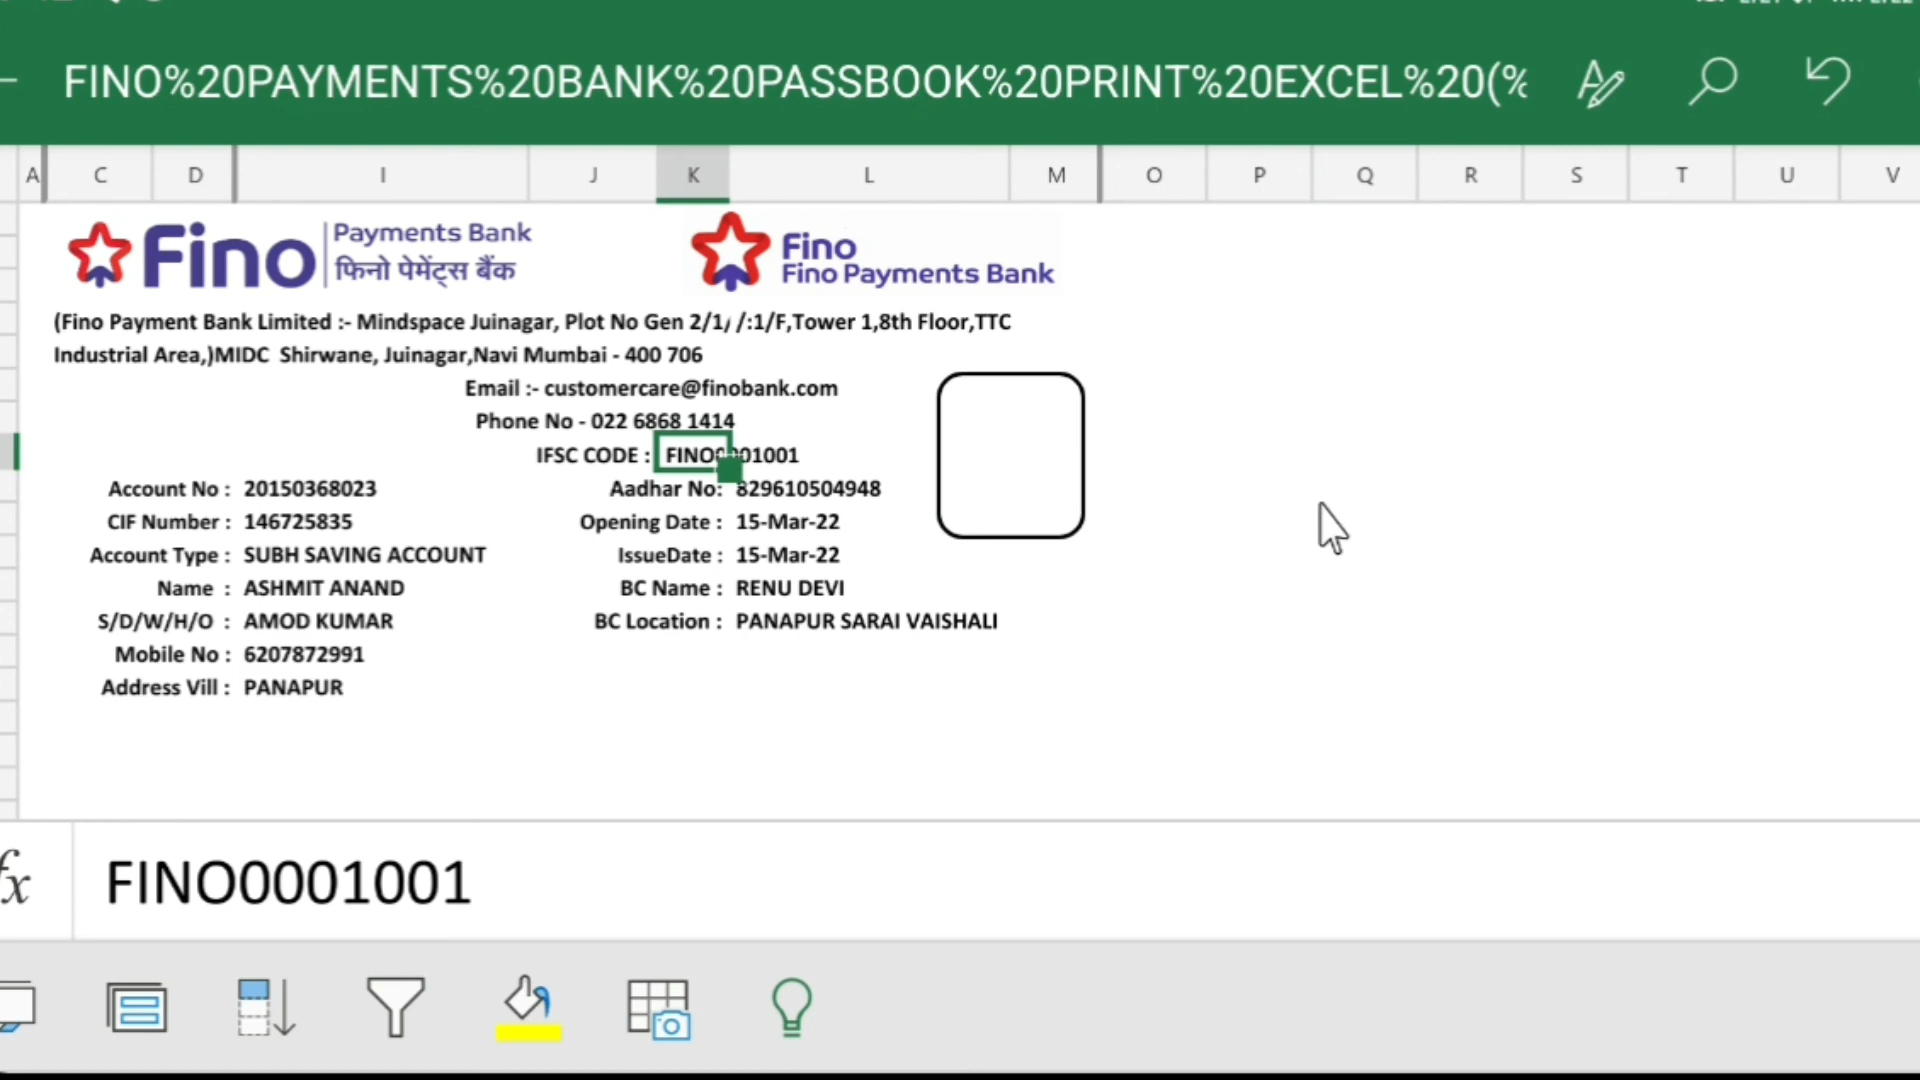 FINO%20PAYMENTS%20BANK%20PASSBOOK%20PRINT%20EXCEL%20(%
A C D I J K L M O P Q R S T U V
Fino Payments Bank
फिनो पेमेंट्स बैंक
Fino
Fino Payments Bank
(Fino Payment Bank Limited :- Mindspace Juinagar, Plot No Gen 2/1/ /:1/F,Tower 1,8th Floor,TTC
Industrial Area,)MIDC Shirwane, Juinagar,Navi Mumbai - 400 706
Email :- customercare@finobank.com
Phone No - 022 6868 1414
IFSC CODE : FINO0001001
Account No : 20150368023 Aadhar No: 829610504948
CIF Number : 146725835 Opening Date : 15-Mar-22
Account Type : SUBH SAVING ACCOUNT IssueDate : 15-Mar-22
Name : ASHMIT ANAND BC Name : RENU DEVI
S/D/W/H/O : AMOD KUMAR BC Location : PANAPUR SARAI VAISHALI
Mobile No : 6207872991
Address Vill : PANAPUR
fx FINO0001001